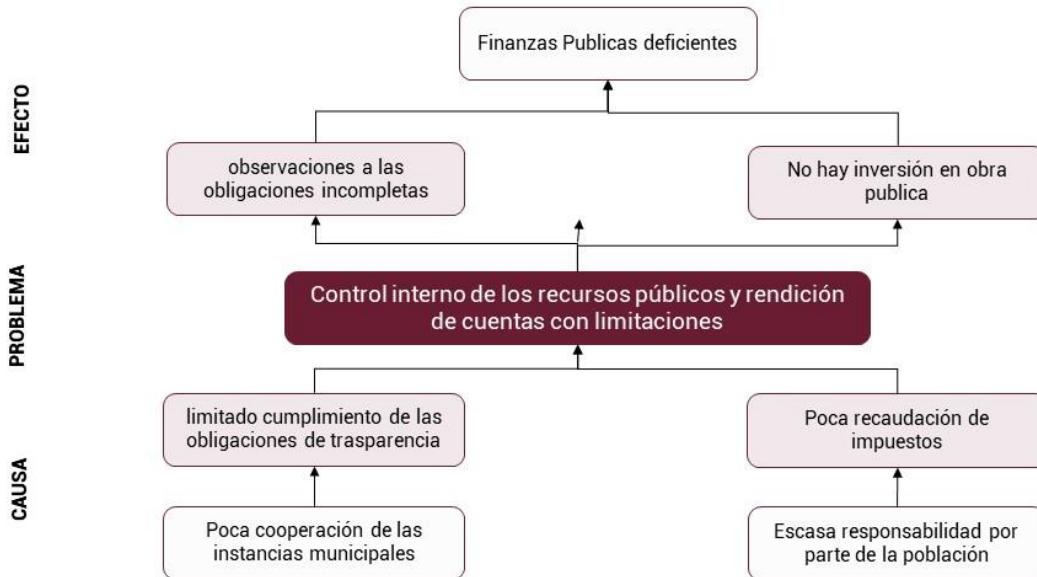 Finanzas Publicas deficientes
EFECTO
observaciones a las
obligaciones incompletas
No hay inversión en obra
publica
PROBLEMA
Control interno de los recursos públicos y rendición
de cuentas con limitaciones
CAUSA
limitado cumplimiento de las
obligaciones de trasparencia
Poca recaudación de
impuestos
Poca cooperación de las
instancias municipales
Escasa responsabilidad por
parte de la población